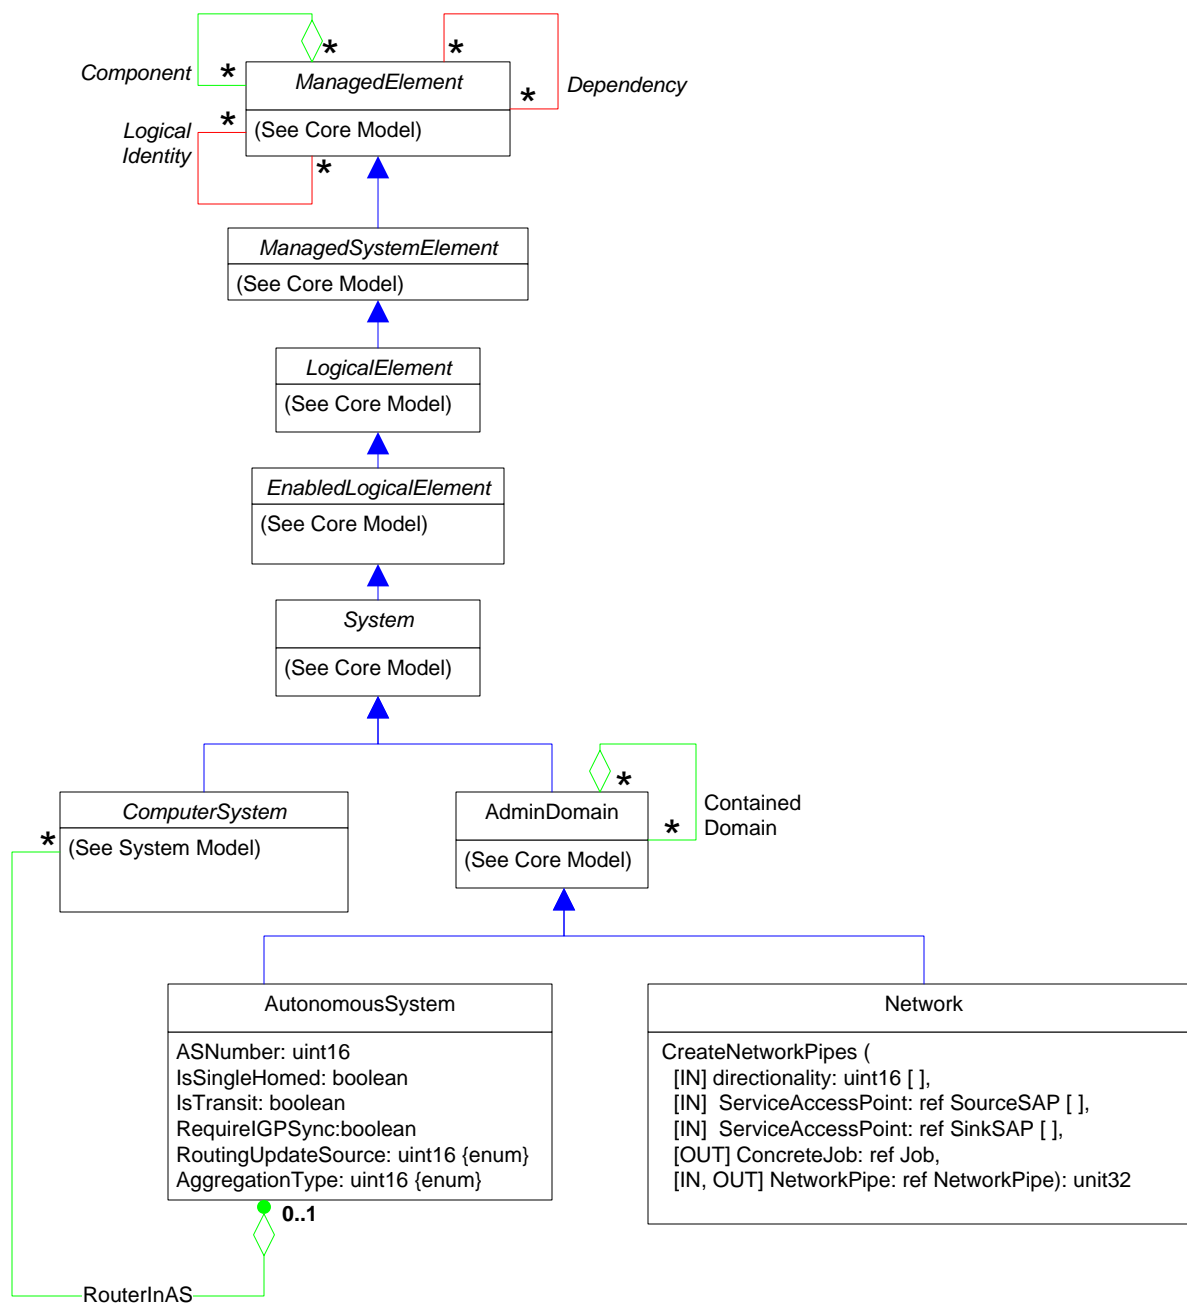 *
*
Component
*
ManagedElement
*
Dependency
*
Logical
Identity
(See Core Model)
*
ManagedSystemElement
(See Core Model)
LogicalElement
(See Core Model)
EnabledLogicalElement
(See Core Model)
System
(See Core Model)
*
ComputerSystem
AdminDomain
Contained
Domain
*
*
(See System Model)
(See Core Model)
AutonomousSystem
ASNumber: uint16
IsSingleHomed: boolean
IsTransit: boolean
RequireIGPSync:boolean
RoutingUpdateSource: uint16 {enum}
AggregationType: uint16 {enum}
Network
CreateNetworkPipes (
[IN] directionality: uint16 [ ],
[IN] ServiceAccessPoint: ref SourceSAP [ ],
[IN] ServiceAccessPoint: ref SinkSAP [ ],
[OUT] ConcreteJob: ref Job,
[IN, OUT] NetworkPipe: ref NetworkPipe): unit32
0..1
RouterInAS